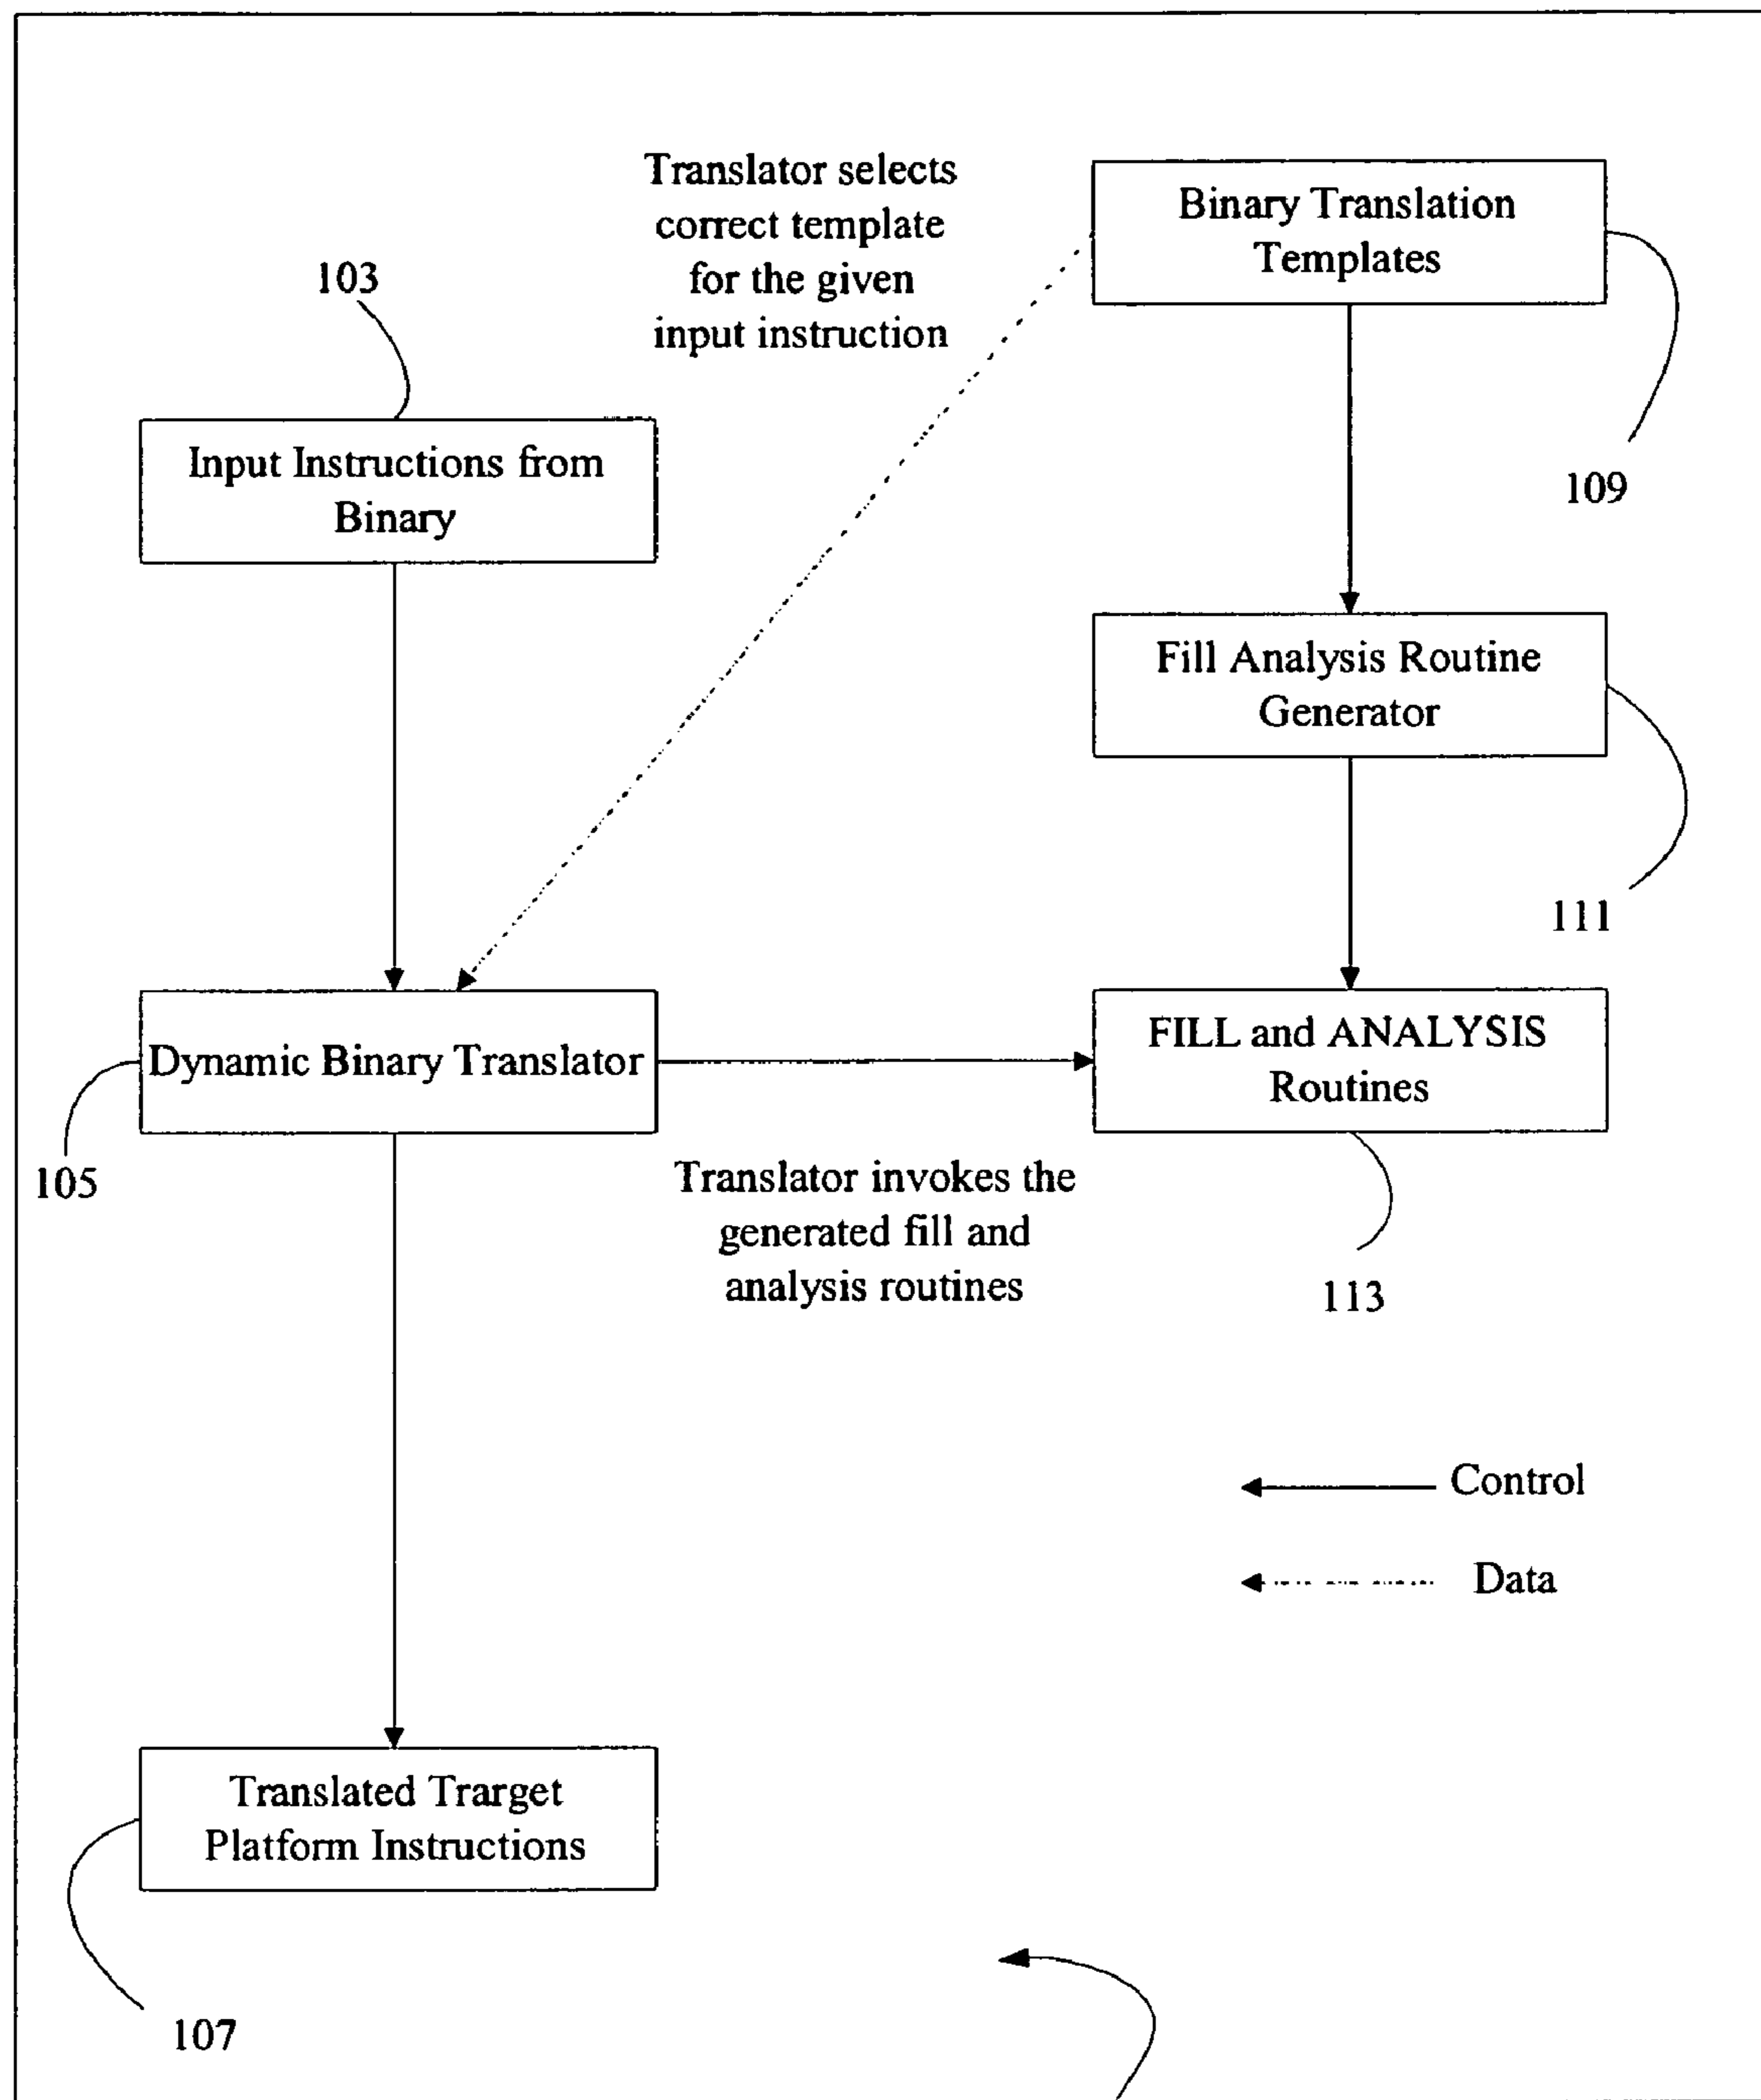 Translator selects
correct template
for the given
input instruction
Binary Translation
Templates
103
Input Instructions from
Binary
109
Fill Analysis Routine
Generator
111
Dynamic Binary Translator
FILL and ANALYSIS
Routines
105
Translator invokes the
generated fill and
analysis routines
113
Control
Data
Translated Trarget
Platform Instructions
107